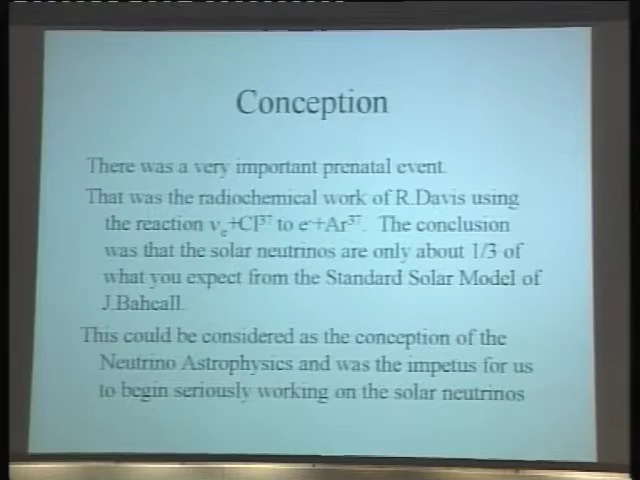 Conception
There was a very important prenatal event.
That was the radiochemical work of R.Davis using
the reaction νₑ+Cl³⁷ to e⁻+Ar³⁷. The conclusion
was that the solar neutrinos are only about 1/3 of
what you expect from the Standard Solar Model of
J.Bahcall.
This could be considered as the conception of the
Neutrino Astrophysics and was the impetus for us
to begin seriously working on the solar neutrinos